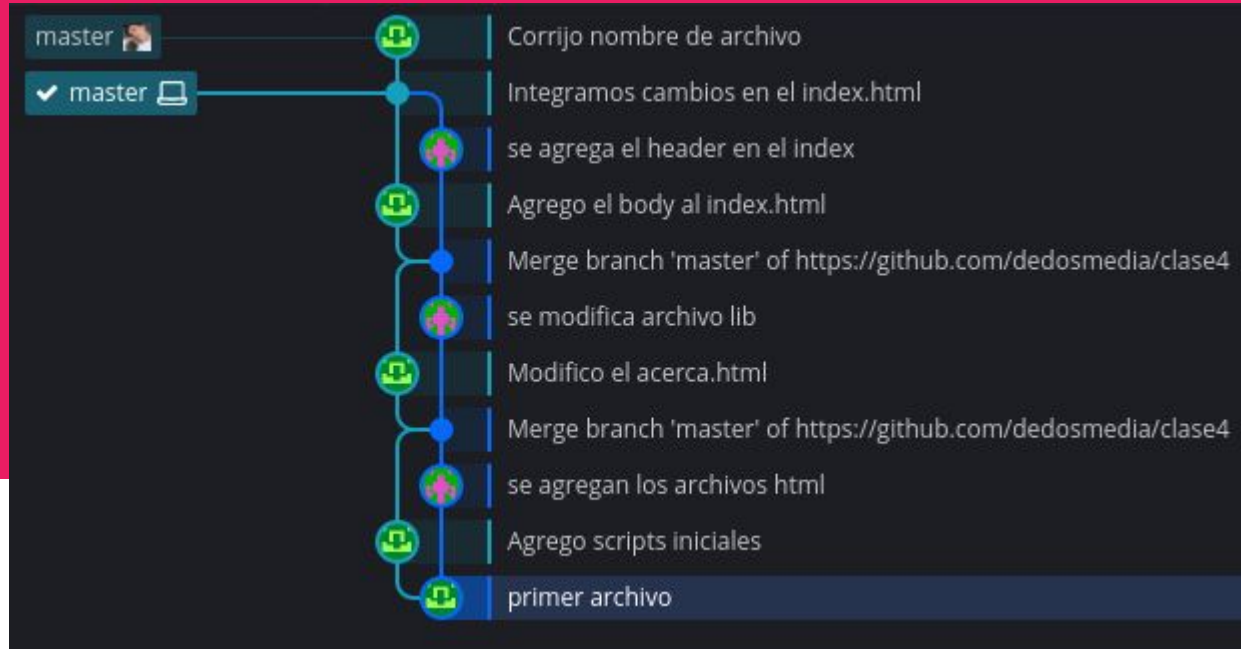 master
Corrijo nombre de archivo
master
Integramos cambios en el index.html
se agrega el header en el index
Agrego el body al index.html
Merge branch 'master' of https://github.com/dedosmedia/clase4
se modifica archivo lib
Modifico el acerca.html
Merge branch 'master' of https://github.com/dedosmedia/clase4
se agregan los archivos html
Agrego scripts iniciales
primer archivo